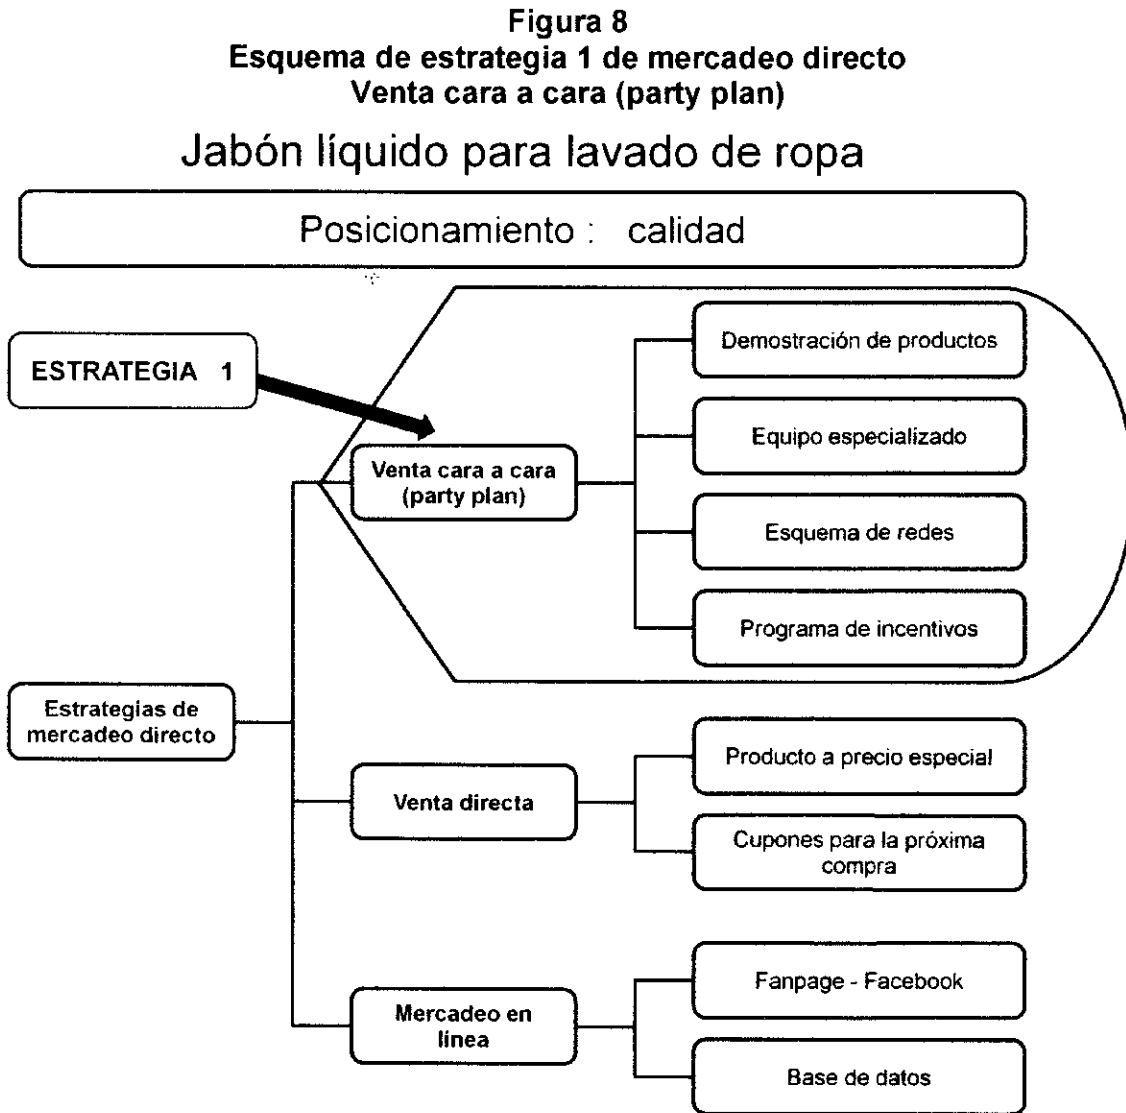 Figura 8
Esquema de estrategia 1 de mercadeo directo
Venta cara a cara (party plan)
Jabón líquido para lavado de ropa
Posicionamiento : calidad
ESTRATEGIA 1
Estrategias de
mercadeo directo
Venta cara a cara
(party plan)
Demostración de productos
Equipo especializado
Esquema de redes
Programa de incentivos
Venta directa
Producto a precio especial
Cupones para la próxima
compra
Mercadeo en
línea
Fanpage - Facebook
Base de datos